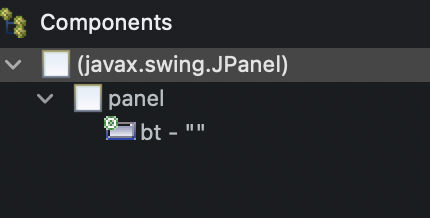 Components
(javax.swing.JPanel)
panel
bt - ""